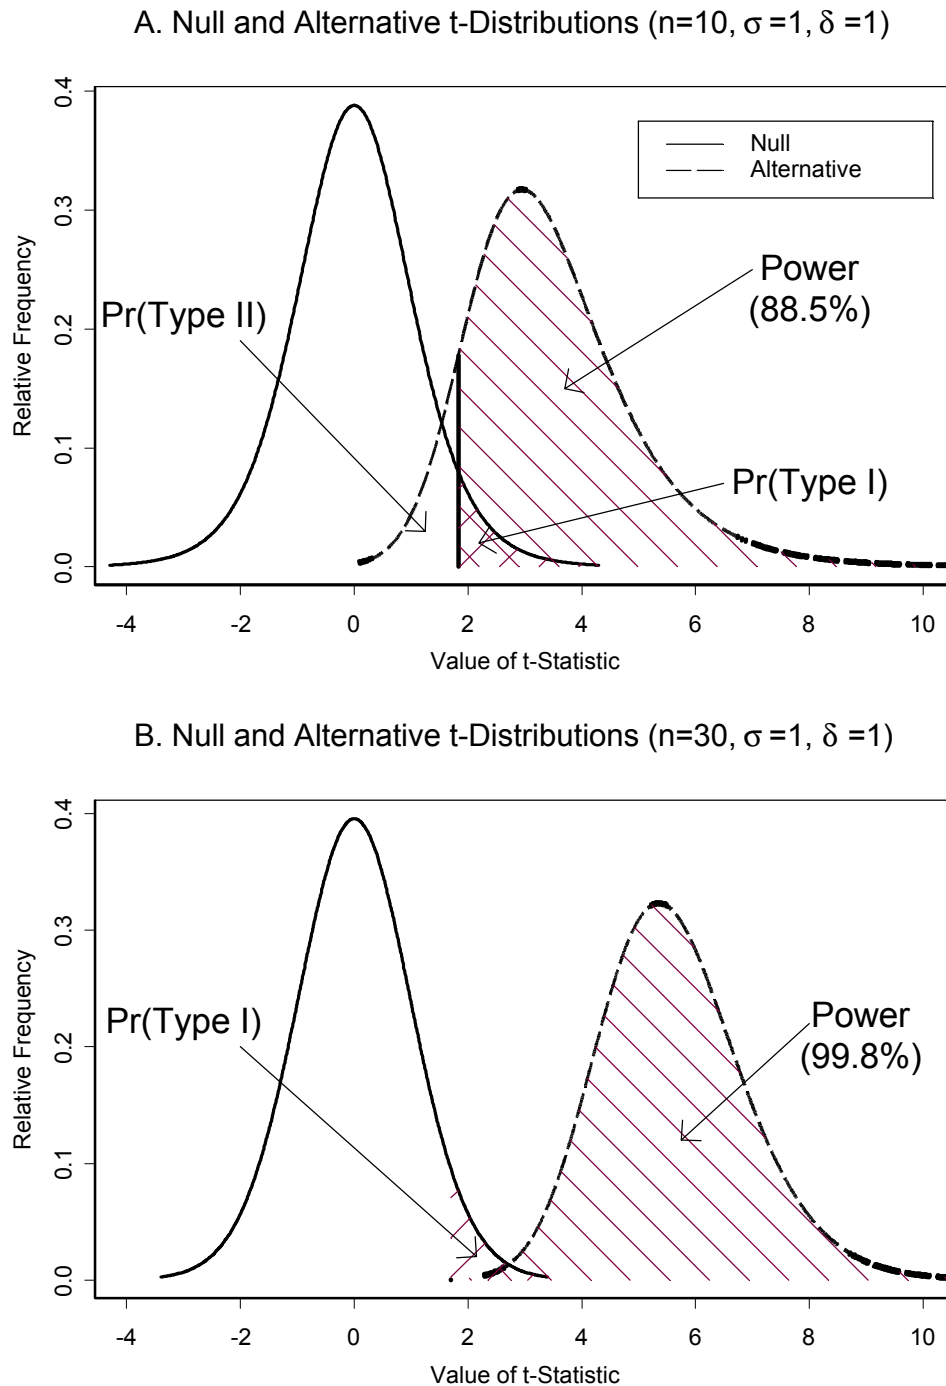 A. Null and Alternative t-Distributions (n=10, σ =1, δ =1)
Relative Frequency
0.0
0.1
0.2
0.3
0.4
Null
Alternative
Power
(88.5%)
Pr(Type II)
Pr(Type I)
-4 -2 0 2 4 6 8 10
Value of t-Statistic
B. Null and Alternative t-Distributions (n=30, σ =1, δ =1)
Relative Frequency
0.0
0.1
0.2
0.3
0.4
Pr(Type I)
Power
(99.8%)
-4 -2 0 2 4 6 8 10
Value of t-Statistic